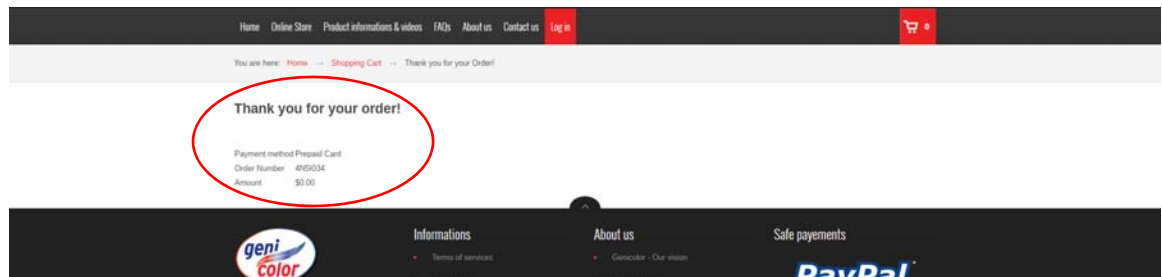 Home Online Store Product informations & videos FAQs About us Contact us Log in 0
You are here: Home → Shopping Cart → Thank you for your Order!
Thank you for your order!
Payment method Prepaid Card
Order Number 4N5I034
Amount $0.00
Informations About us Safe payements
Terms of services Genicolor - Our vision
geni color
PayPal